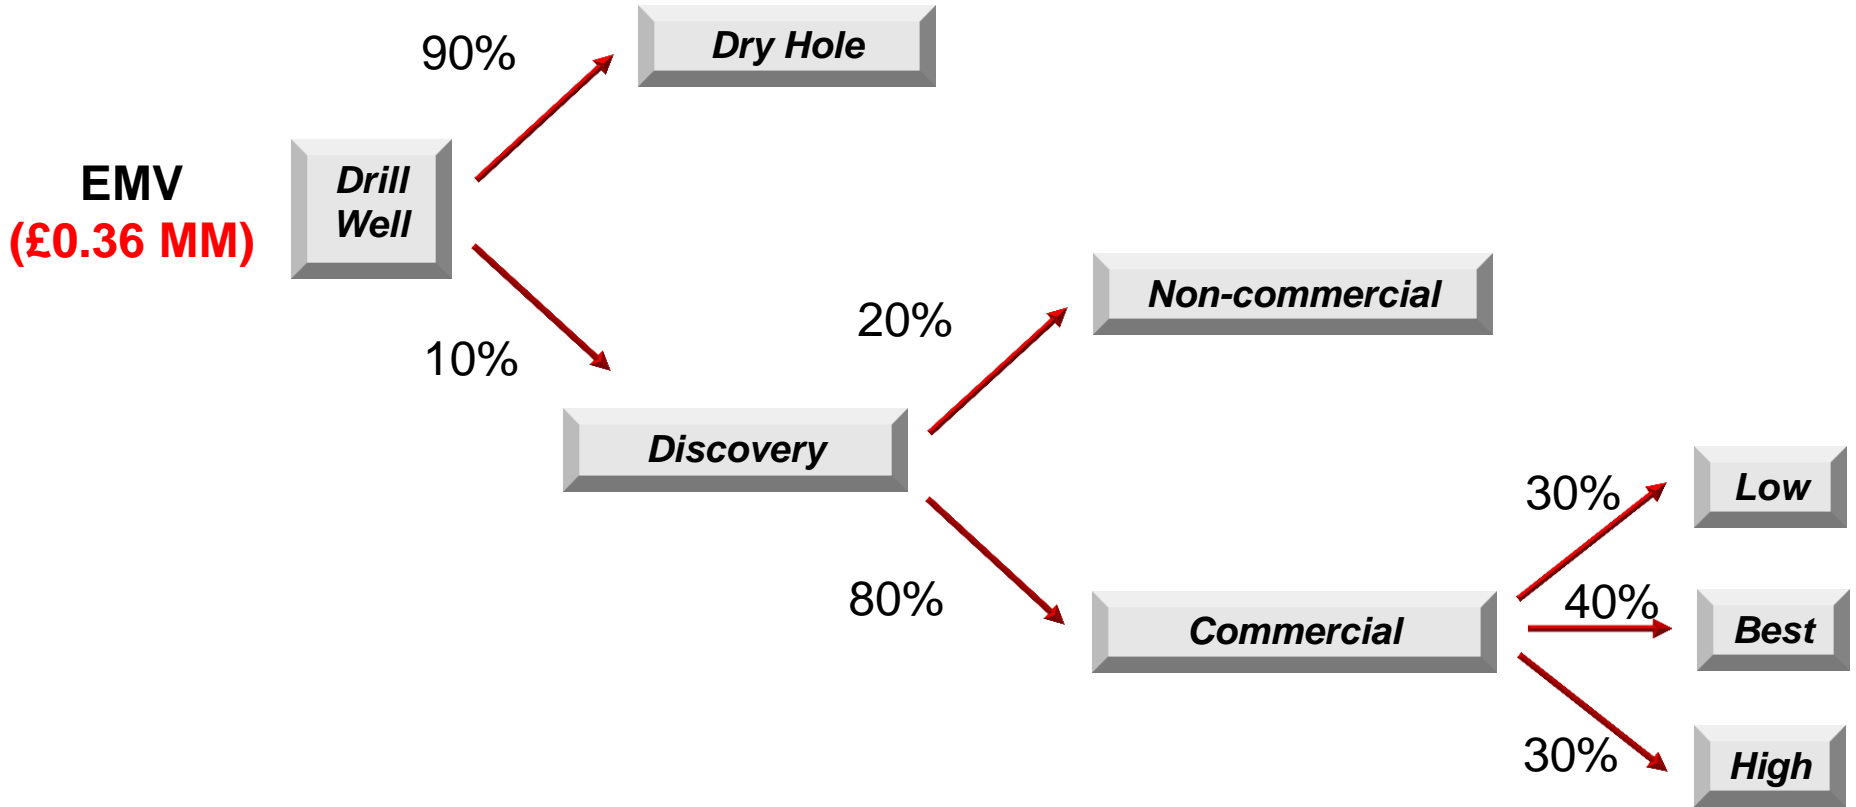 90%
Dry Hole
EMV
(£0.36 MM)
Drill
Well
10%
20%
Non-commercial
Discovery
80%
Commercial
30%
Low
40%
Best
30%
High